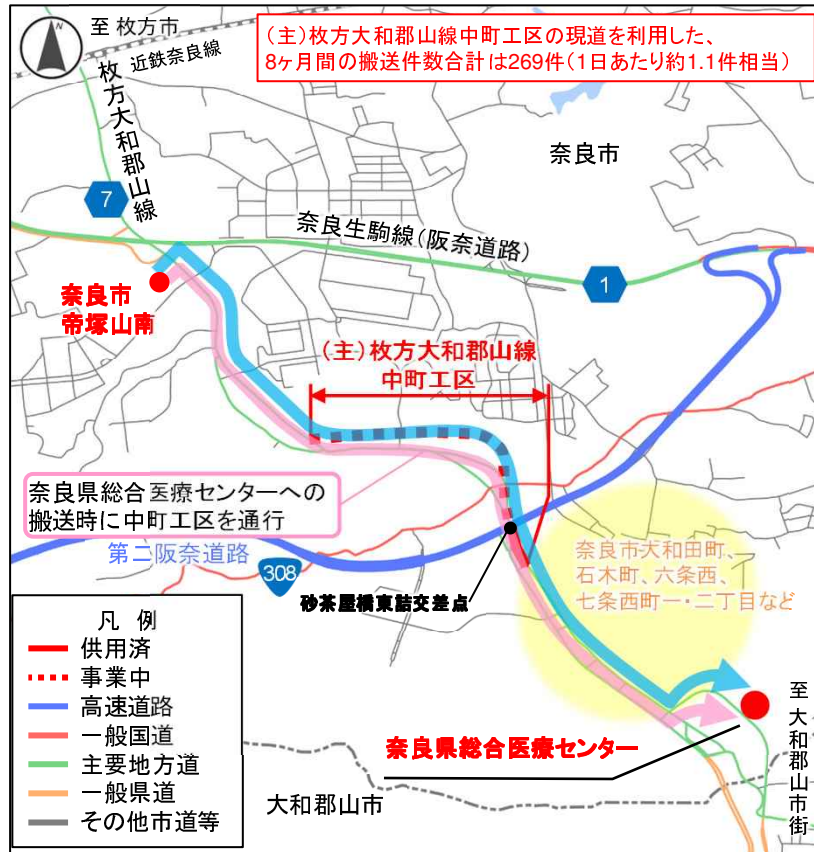 N
至 枚方市
近鉄奈良線
枚方大和郡山線
(主)枚方大和郡山線中町工区の現道を利用した、
8ヶ月間の搬送件数合計は269件(1日あたり約1.1件相当)
奈良市
7
奈良生駒線(阪奈道路)
1
奈良市
帝塚山南
(主)枚方大和郡山線
中町工区
奈良県総合医療センターへの
搬送時に中町工区を通行
第二阪奈道路
308
砂茶屋橋東詰交差点
奈良市大和田町、
石木町、六条西、
七条西町一・二丁目など
凡 例
供用済
事業中
高速道路
一般国道
主要地方道
一般県道
その他市道等
奈良県総合医療センター
大和郡山市
至 大和郡山市街